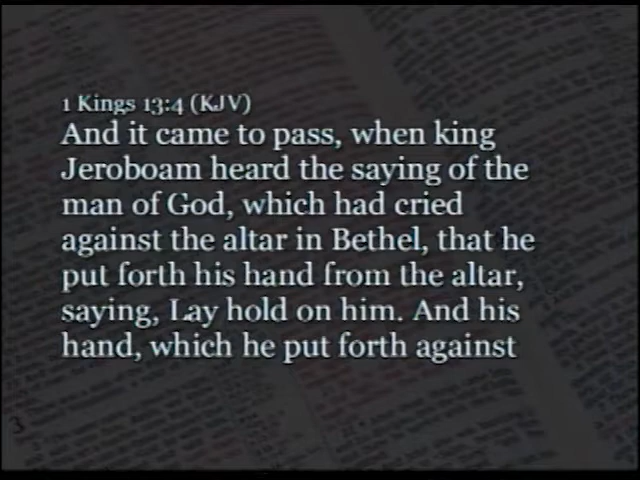 1 Kings 13:4 (KJV)
And it came to pass, when king
Jeroboam heard the saying of the
man of God, which had cried
against the altar in Bethel, that he
put forth his hand from the altar,
saying, Lay hold on him. And his
hand, which he put forth against